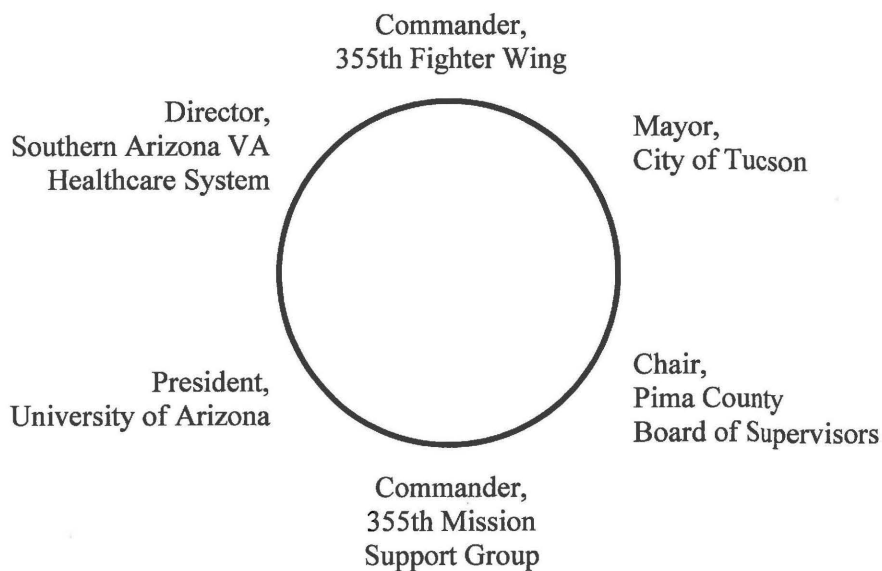 Commander,
355th Fighter Wing
Director,
Southern Arizona VA
Healthcare System
Mayor,
City of Tucson
President,
University of Arizona
Chair,
Pima County
Board of Supervisors
Commander,
355th Mission
Support Group